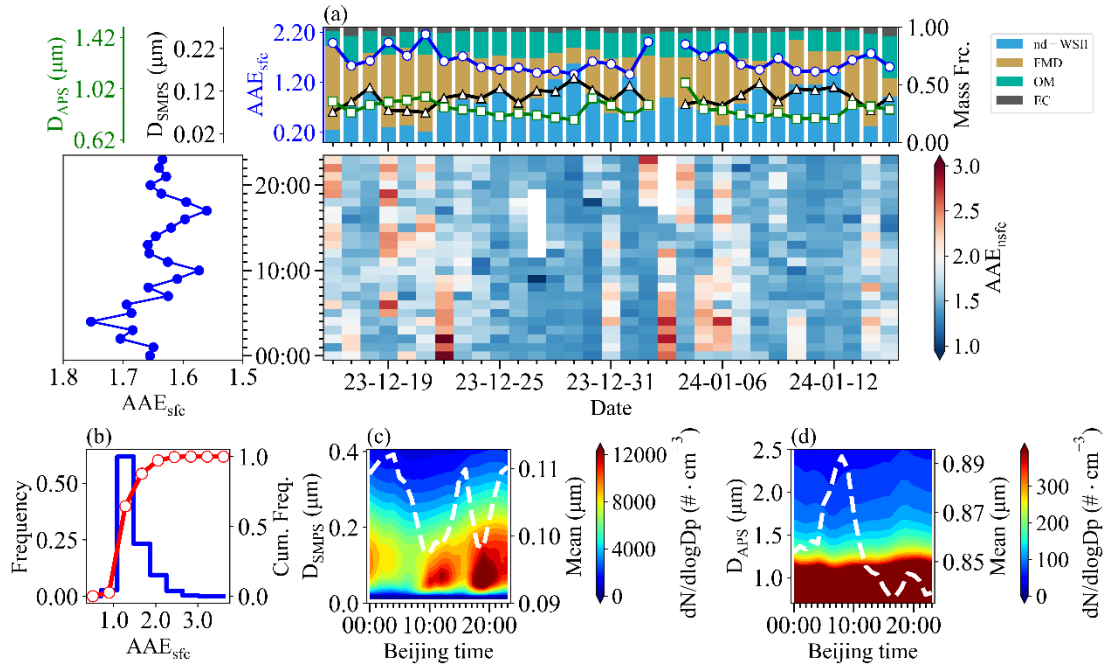 (a)
D_APS (μm)
1.42
1.02
0.62
D_SMPS (μm)
0.22
0.12
0.02
AAE_sfc
2.20
1.20
0.20
1.00
0.50
0.00
Mass Frc.
nd − WSII
FMD
OM
EC
20:00
10:00
00:00
1.8 1.7 1.6 1.5
AAE_sfc
23-12-19 23-12-25 23-12-31 24-01-06 24-01-12
Date
3.0
2.5
2.0
1.5
1.0
AAE_nsfc
(b)
Frequency
0.50
0.25
0.00
1.0 2.0 3.0
AAE_sfc
1.0
0.5
0.0
Cum. Freq.
(c)
D_SMPS (μm)
0.4
0.2
0.0
00:00 10:00 20:00
Beijing time
0.11
0.10
0.09
Mean (μm)
12000
8000
4000
0
dN/dlogDp (# · cm⁻³)
(d)
D_APS (μm)
2.5
2.0
1.5
1.0
00:00 10:00 20:00
Beijing time
0.89
0.87
0.85
Mean (μm)
300
200
100
0
dN/dlogDp (# · cm⁻³)